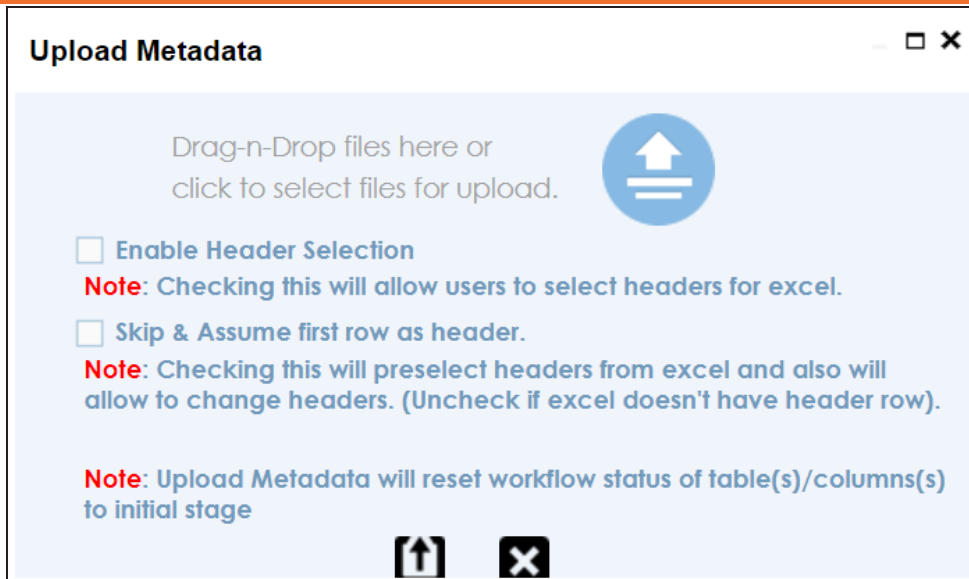 Upload Metadata
Drag-n-Drop files here or
click to select files for upload.
Enable Header Selection
Note: Checking this will allow users to select headers for excel.
Skip & Assume first row as header.
Note: Checking this will preselect headers from excel and also will
allow to change headers. (Uncheck if excel doesn't have header row).
Note: Upload Metadata will reset workflow status of table(s)/columns(s)
to initial stage